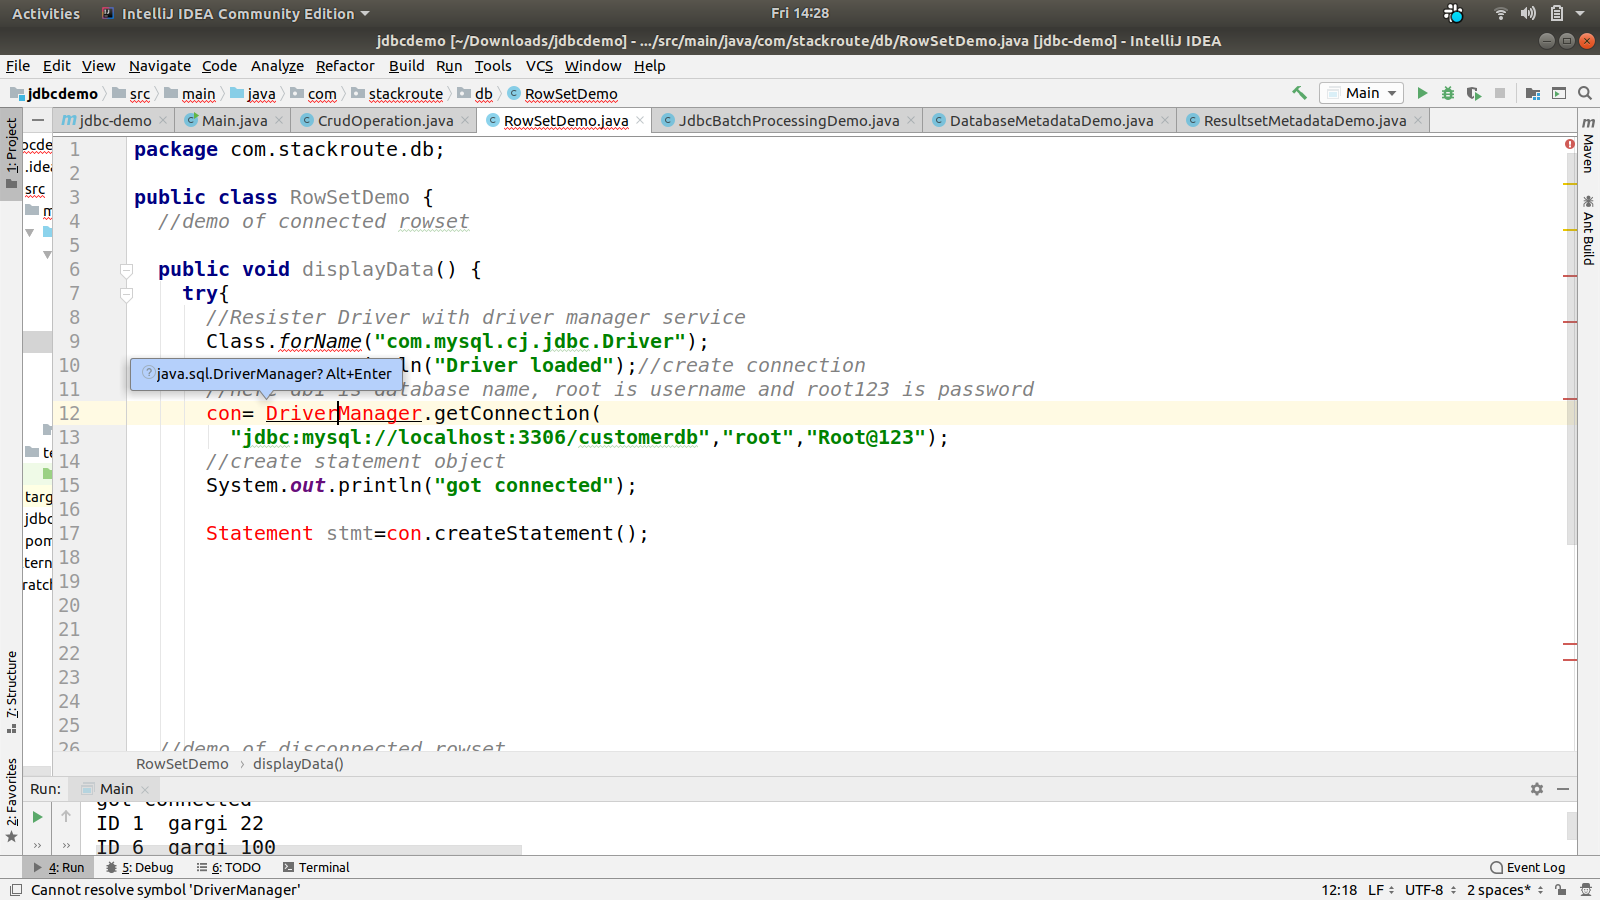 Activities IntelliJ IDEA Community Edition Fri 14:28
jdbcdemo [~/Downloads/jdbcdemo] - .../src/main/java/com/stackroute/db/RowSetDemo.java [jdbc-demo] - IntelliJ IDEA
File Edit View Navigate Code Analyze Refactor Build Run Tools VCS Window Help
jdbcdemo src main java com stackroute db RowSetDemo Main
jdbc-demo Main.java CrudOperation.java RowSetDemo.java JdbcBatchProcessingDemo.java DatabaseMetadataDemo.java ResultsetMetadataDemo.java
1: Project
7: Structure
2: Favorites
Maven
Ant Build
ocde
.idea
src
m
te
targ
jdbc
pom
tern
ratch
1 package com.stackroute.db;
2
3 public class RowSetDemo {
4 //demo of connected rowset
5
6 public void displayData() {
7 try{
8 //Resister Driver with driver manager service
9 Class.forName("com.mysql.cj.jdbc.Driver");
10 ln("Driver loaded");//create connection
java.sql.DriverManager? Alt+Enter
11 //here db1 is database name, root is username and root123 is password
12 con= DriverManager.getConnection(
13 "jdbc:mysql://localhost:3306/customerdb","root","Root@123");
14 //create statement object
15 System.out.println("got connected");
16
17 Statement stmt=con.createStatement();
18
19
20
21
22
23
24
25
26 //demo of disconnected rowset
RowSetDemo › displayData()
Run: Main
got connected
ID 1 gargi 22
ID 6 gargi 100
4: Run 5: Debug 6: TODO Terminal Event Log
Cannot resolve symbol 'DriverManager' 12:18 LF UTF-8 2 spaces*